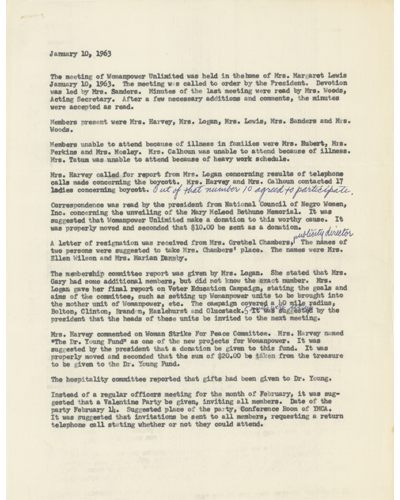 January 10, 1963
The meeting of Womanpower Unlimited was held in the home of Mrs. Margaret Lewis
January 10, 1963. The meeting was called to order by the President. Devotion
was led by Mrs. Sanders. Minutes of the last meeting were read by Mrs. Woods,
Acting Secretary. After a few necessary additions and comments, the minutes
were accepted as read.
Members present were Mrs. Harvey, Mrs. Logan, Mrs. Lewis, Mrs. Sanders and Mrs.
Woods.
Members unable to attend because of illness in families were Mrs. Hubert, Mrs.
Perkins and Mrs. Mosley. Mrs. Calhoun was unable to attend because of illness.
Mrs. Tatum was unable to attend because of heavy work schedule.
Mrs. Harvey called for report from Mrs. Logan concerning results of telephone
calls made concerning the boycott. Mrs. Harvey and Mrs. Calhoun contacted 17
ladies concerning boycott. Out of that number 10 agreed to participate.
Correspondence was read by the president from National Council of Negro Women,
Inc. concerning the unveiling of the Mary McLeod Bethune Memorial. It was
suggested that Womanpower Unlimited make a donation to this worthy cause. It
was properly moved and seconded that $10.00 be sent as a donation.
publicity director
A letter of resignation was received from Mrs. Grethel Chambers, The names of
two persons were suggested to take Mrs. Chambers' place. The names were Mrs.
Ellen Wilson and Mrs. Marian
The membership committee report was given by Mrs. Logan. She stated that Mrs.
Gary had some additional members, but did not know the exact number. Mrs.
Logan gave her final report on Voter Education Campaign, stating the goals and
aims of the committee, such as setting up Womanpower units to be brought into
the mother unit of Womanpower, etc. The campaign covered a 40 mile radius,
Bolton, Clinton, Brandon, Hazlehurst and Gluckstadt. It was suggested by the
president that the heads of these units be invited to the next meeting.
Mrs. Harvey commented on Woman Strike For Peace Committee. Mrs. Harvey named
"The Dr. Young Fund" as one of the new projects for Womanpower. It was
suggested by the president that a donation be given to this fund. It was
properly moved and seconded that the sum of $20.00 be taken from the treasure
to be given to the Dr. Young Fund.
The hospitality committee reported that gifts had been given to Dr. Young.
Instead of a regular officers meeting for the month of February, it was sug-
gested that a Valentine Party be given, inviting all members. Date of the
party February 14. Suggested place of the party, Conference Room of YMCA.
It was suggested that invitations be sent to all members, requesting a return
telephone call stating whether or not they could attend.